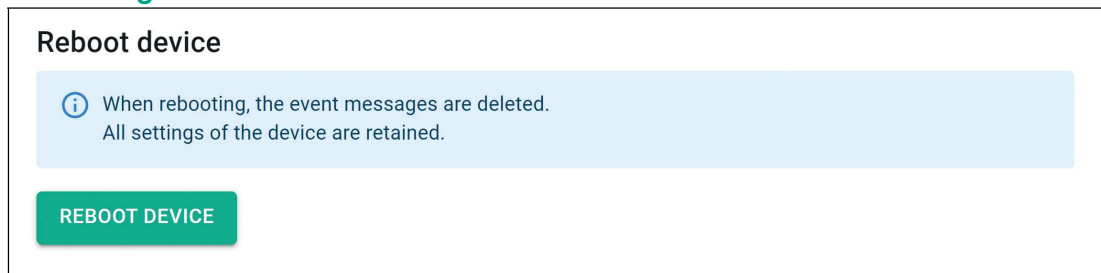 Reboot device
When rebooting, the event messages are deleted.
All settings of the device are retained.
REBOOT DEVICE